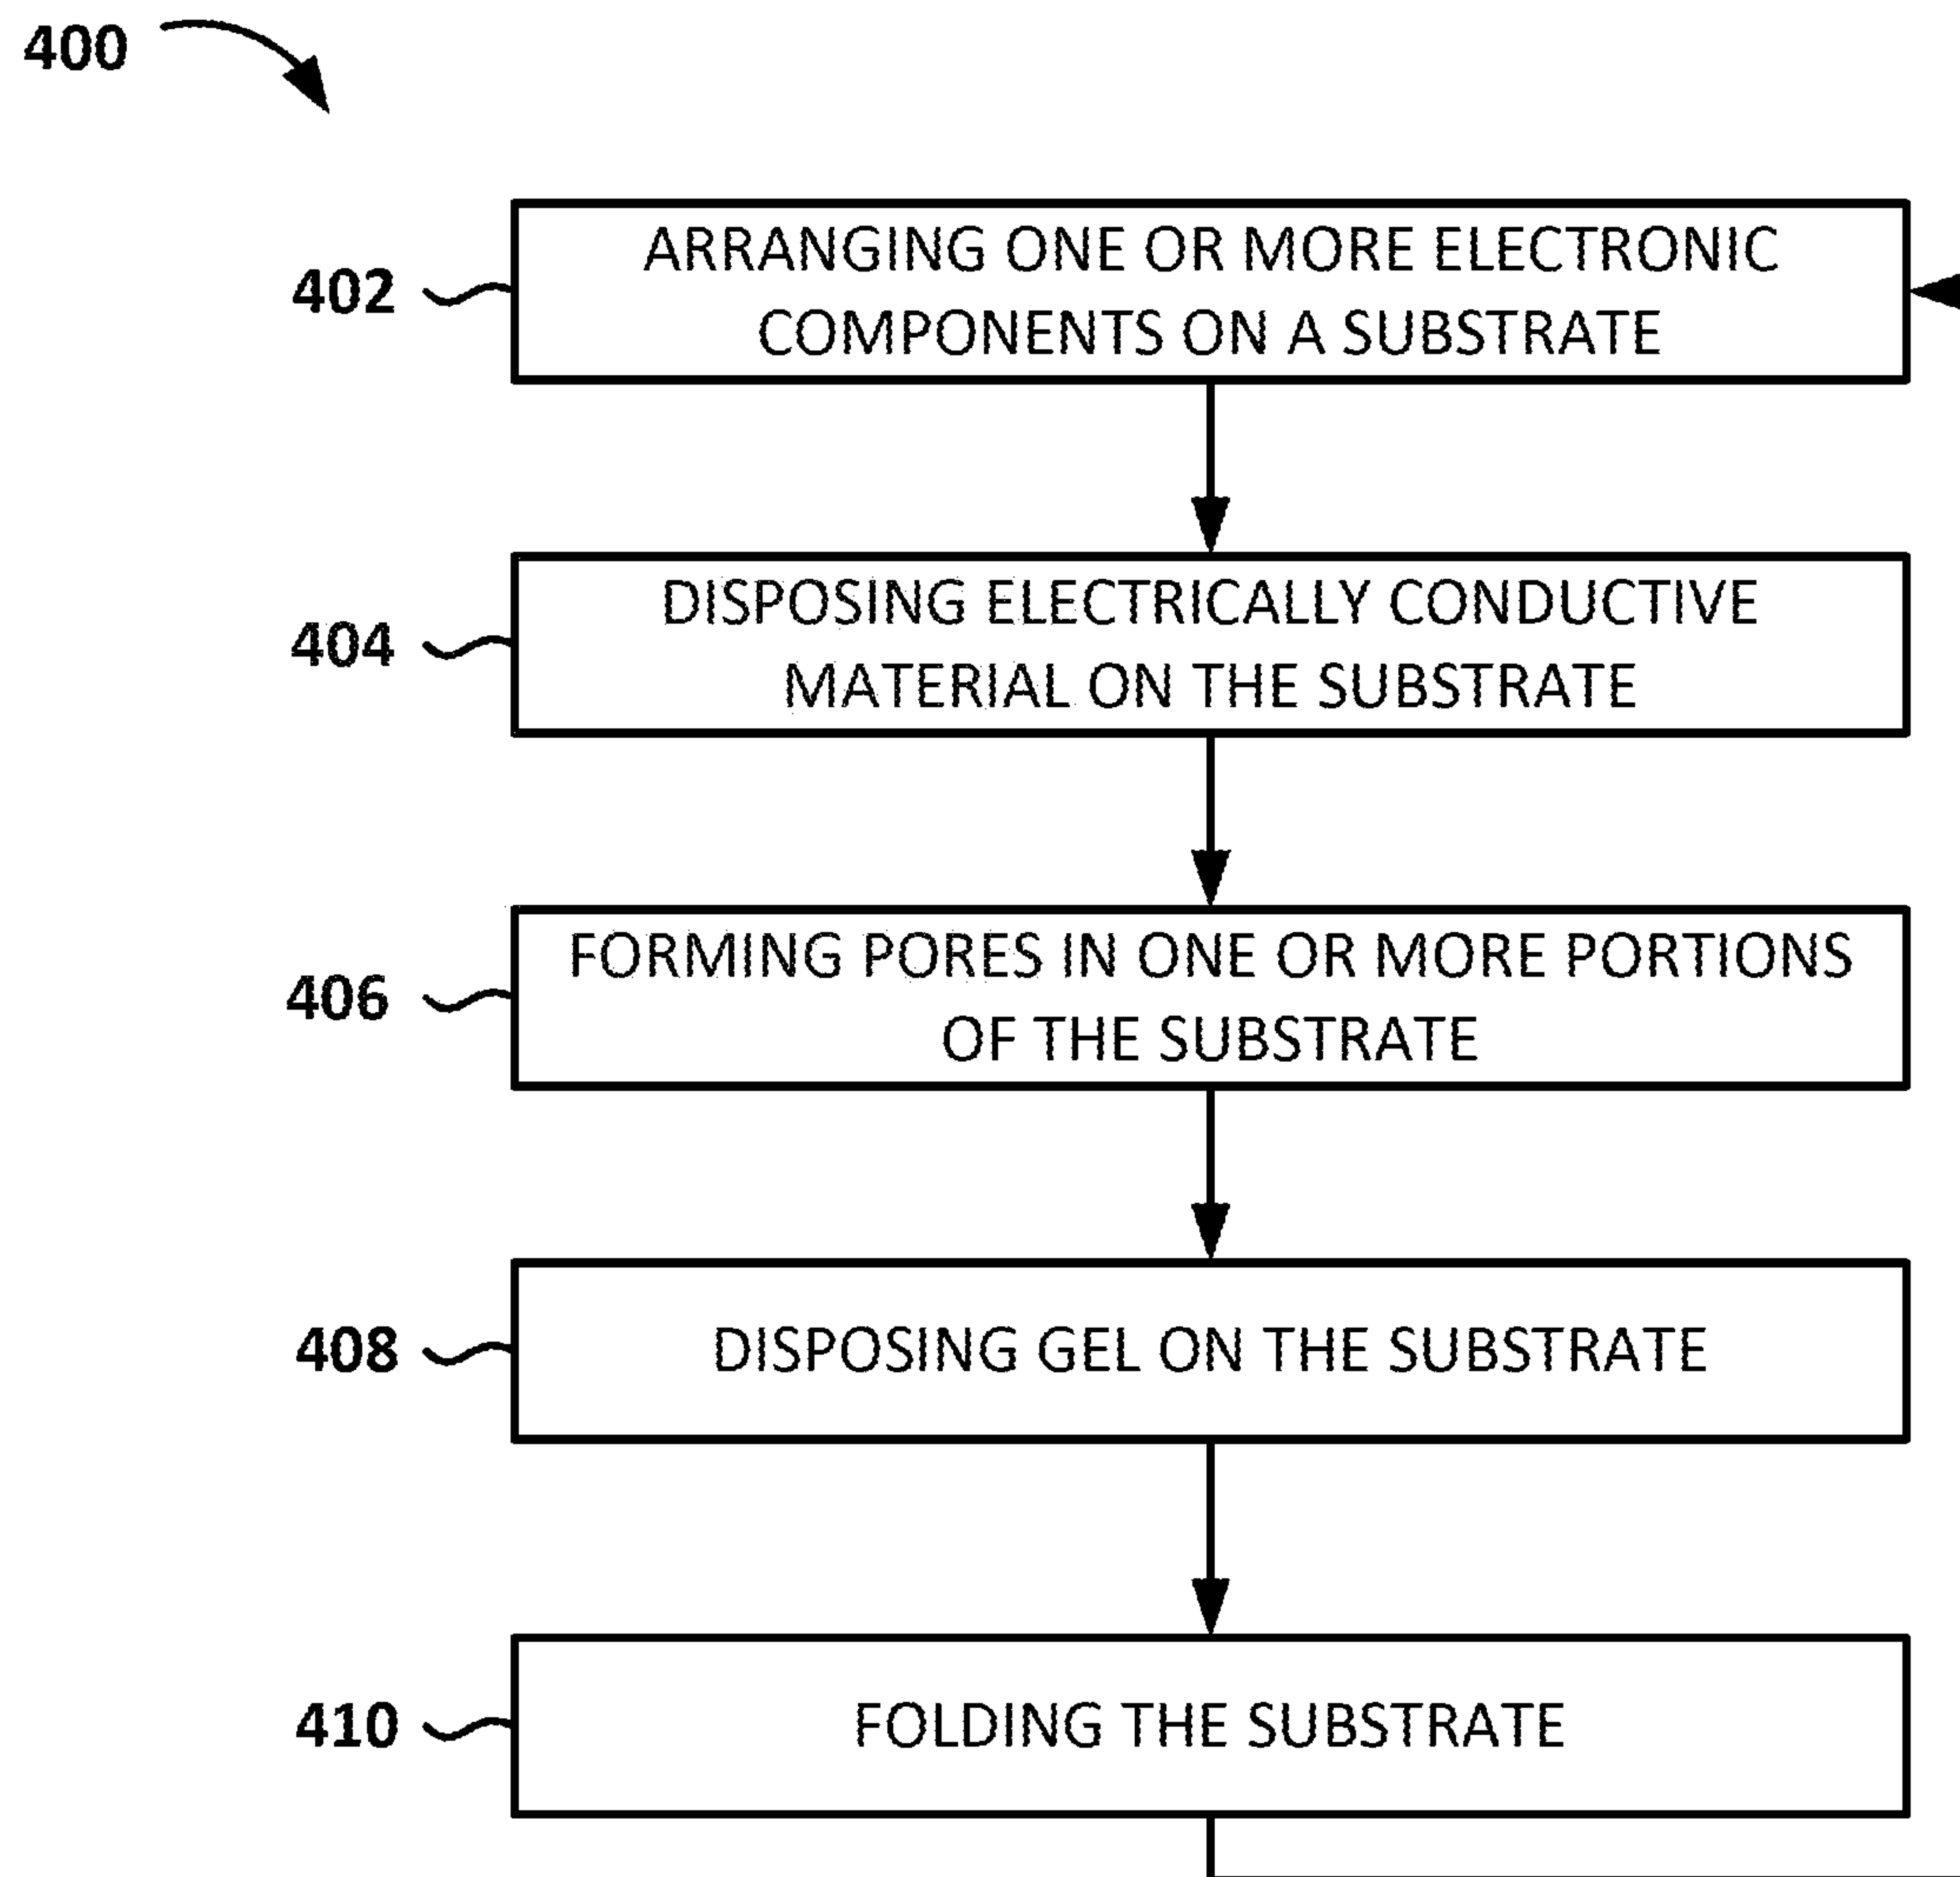 400
402
ARRANGING ONE OR MORE ELECTRONIC
COMPONENTS ON A SUBSTRATE
404
DISPOSING ELECTRICALLY CONDUCTIVE
MATERIAL ON THE SUBSTRATE
406
FORMING PORES IN ONE OR MORE PORTIONS
OF THE SUBSTRATE
408
DISPOSING GEL ON THE SUBSTRATE
410
FOLDING THE SUBSTRATE